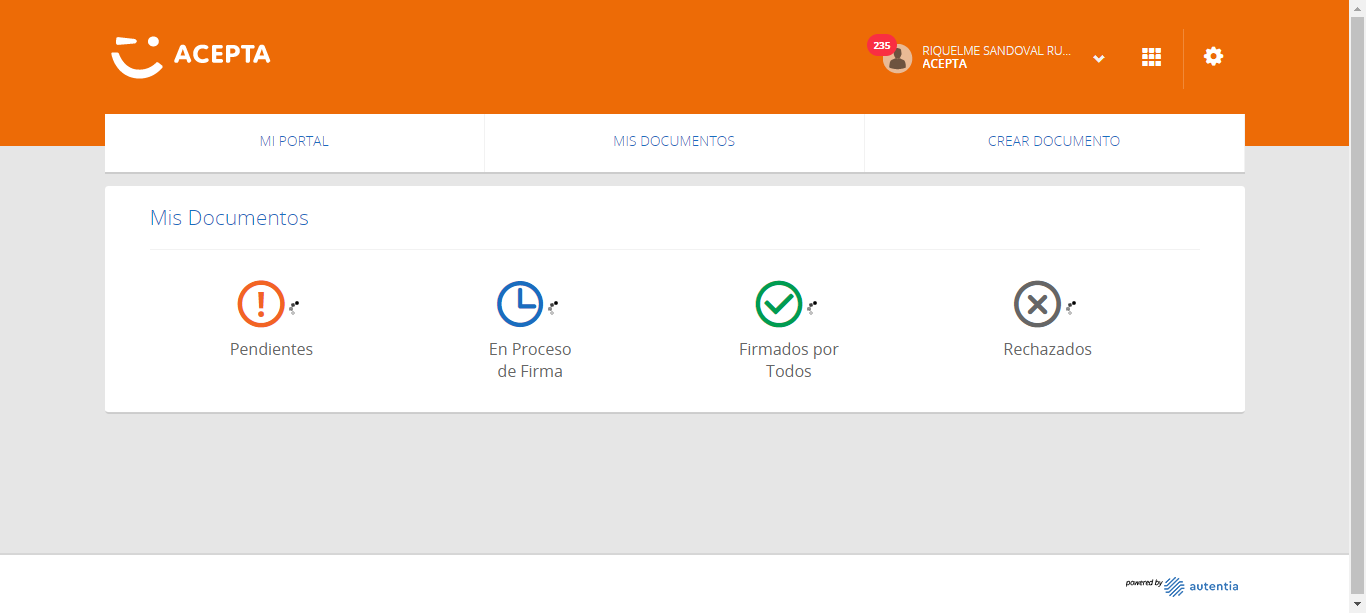 ACEPTA
235
RIQUELME SANDOVAL RU...
ACEPTA
MI PORTAL
MIS DOCUMENTOS
CREAR DOCUMENTO
Mis Documentos
Pendientes
En Proceso
de Firma
Firmados por
Todos
Rechazados
powered by
autentia